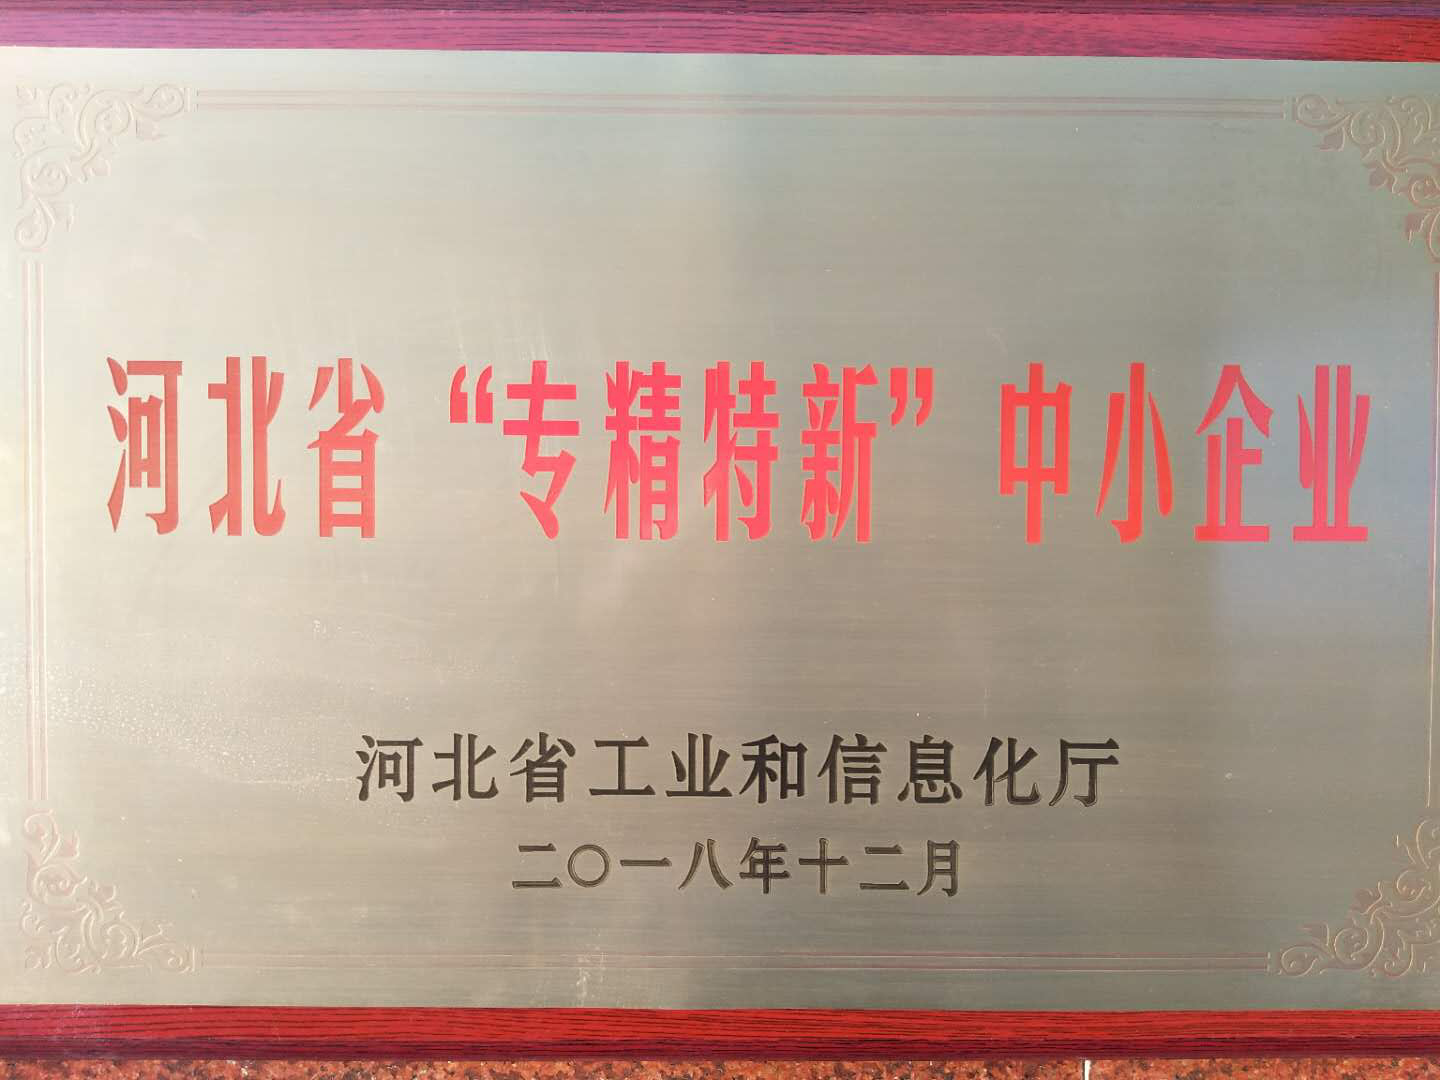 河北省“专精特新”中小企业
河北省工业和信息化厅
二〇一八年十二月